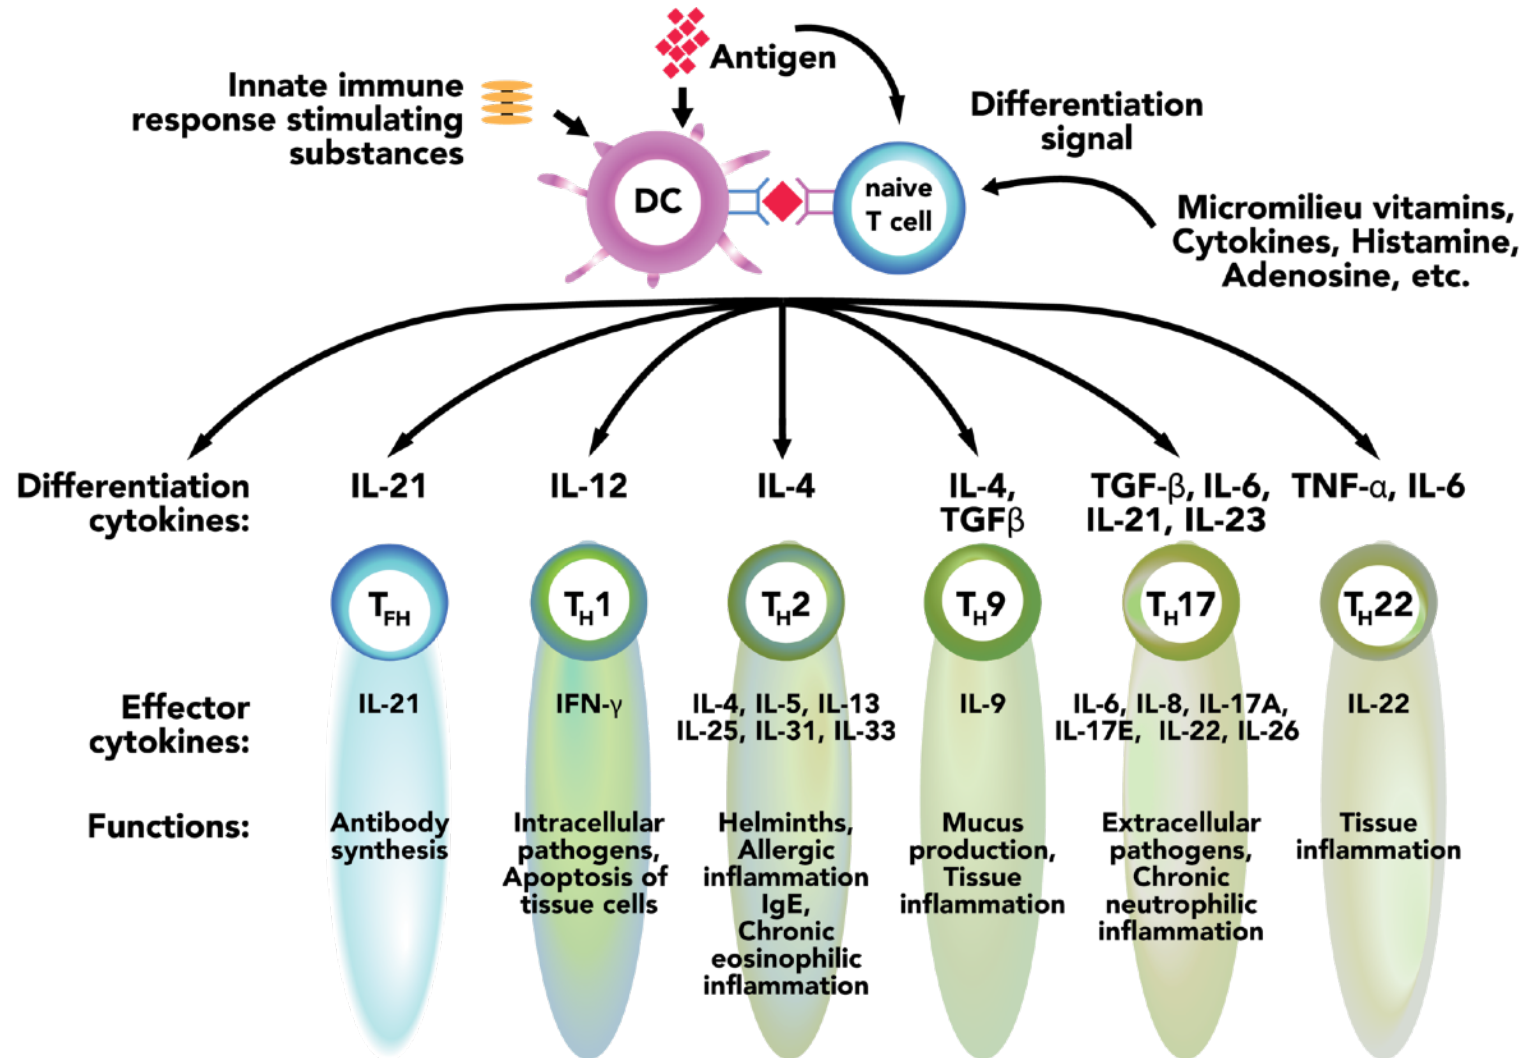 Antigen
Innate immune
response stimulating
substances
Differentiation
signal
DC
naive
T cell
Micromilieu vitamins,
Cytokines, Histamine,
Adenosine, etc.
Differentiation
cytokines:
IL-21
IL-12
IL-4
IL-4,
TGFβ
TGF-β, IL-6,
IL-21, IL-23
TNF-α, IL-6
TFH
TH1
TH2
TH9
TH17
TH22
Effector
cytokines:
IL-21
IFN-γ
IL-4, IL-5, IL-13
IL-25, IL-31, IL-33
IL-9
IL-6, IL-8, IL-17A,
IL-17E, IL-22, IL-26
IL-22
Functions:
Antibody
synthesis
Intracellular
pathogens,
Apoptosis of
tissue cells
Helminths,
Allergic
inflammation
IgE,
Chronic
eosinophilic
inflammation
Mucus
production,
Tissue
inflammation
Extracellular
pathogens,
Chronic
neutrophilic
inflammation
Tissue
inflammation